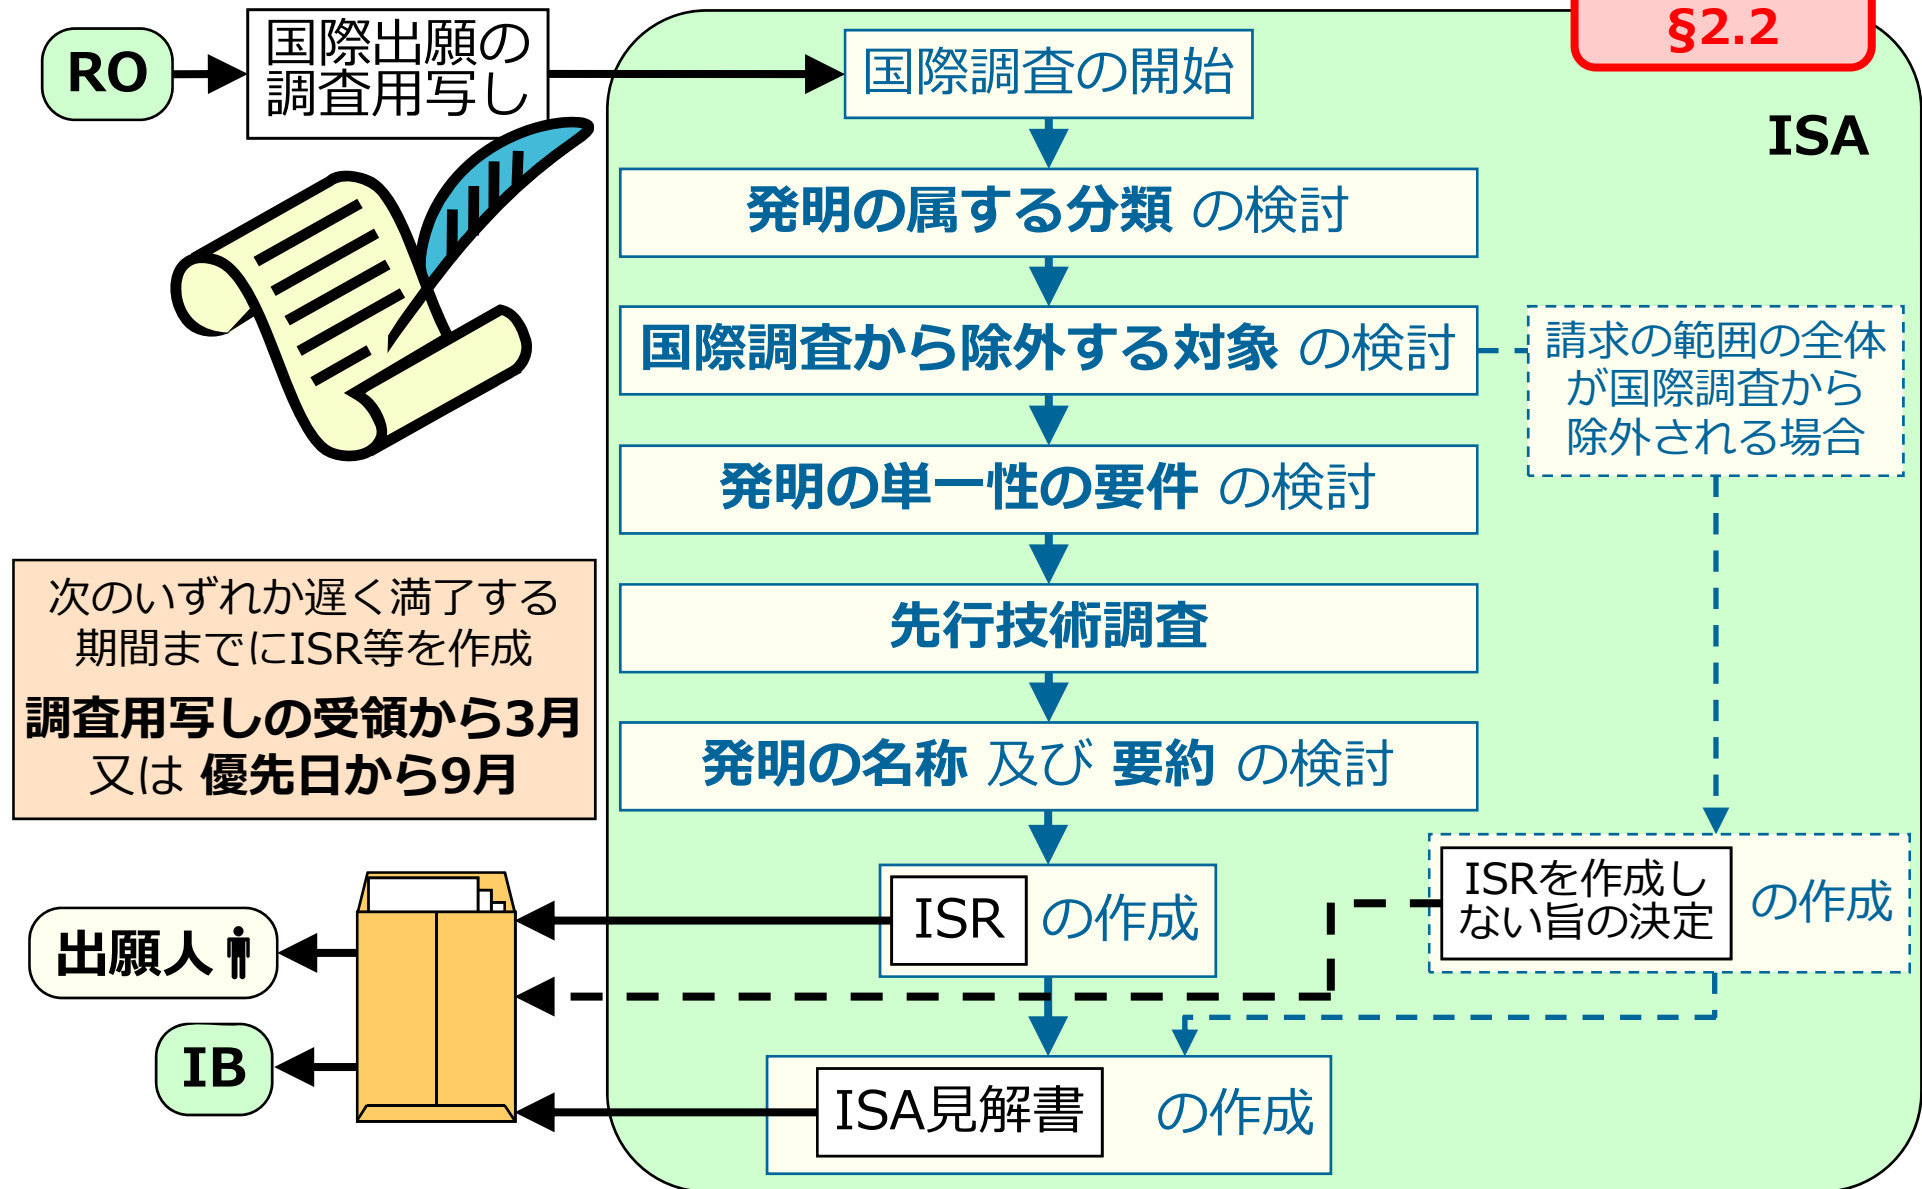 §2.2
RO
国際出願の
調査用写し
国際調査の開始
ISA
発明の属する分類 の検討
国際調査から除外する対象 の検討
請求の範囲の全体
が国際調査から
除外される場合
発明の単一性の要件 の検討
次のいずれか遅く満了する
期間までにISR等を作成
調査用写しの受領から3月
又は 優先日から9月
先行技術調査
発明の名称 及び 要約 の検討
ISR の作成
ISRを作成し
ない旨の決定
の作成
出願人
IB
ISA見解書 の作成